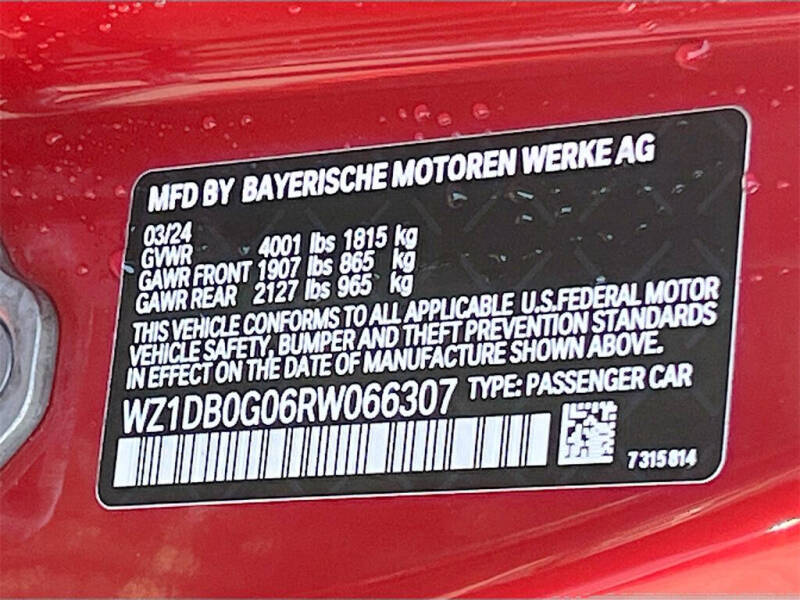 MFD BY BAYERISCHE MOTOREN WERKE AG
03/24
GVWR 4001 lbs 1815 kg
GAWR FRONT 1907 lbs 865 kg
GAWR REAR 2127 lbs 965 kg
THIS VEHICLE CONFORMS TO ALL APPLICABLE U.S.FEDERAL MOTOR
VEHICLE SAFETY, BUMPER AND THEFT PREVENTION STANDARDS
IN EFFECT ON THE DATE OF MANUFACTURE SHOWN ABOVE.
WZ1DB0G06RW066307 TYPE: PASSENGER CAR
7315814